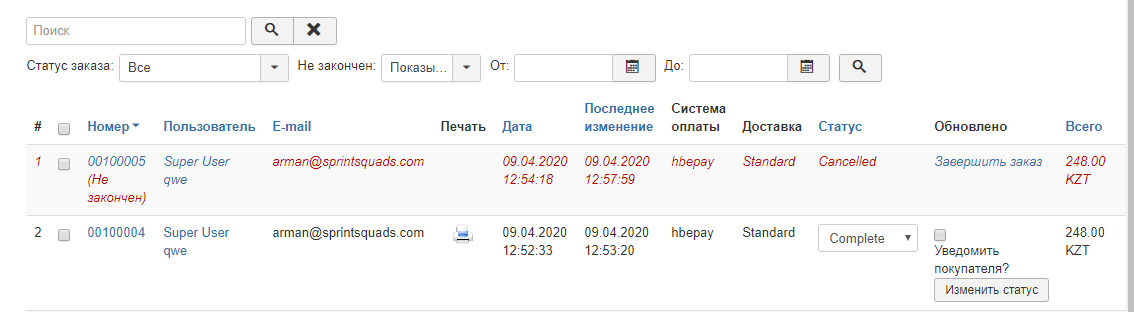 Поиск
Статус заказа: Все Не закончен: Показы... От: До:
# Номер Пользователь E-mail Печать Дата Последнее изменение Система оплаты Доставка Статус Обновлено Всего
1 00100005 Super User arman@sprintsquads.com 09.04.2020 09.04.2020 hbepay Standard Cancelled Завершить заказ 248.00
(Не qwe 12:54:18 12:57:59 KZT
закончен)
2 00100004 Super User arman@sprintsquads.com 09.04.2020 09.04.2020 hbepay Standard Complete 248.00
qwe 12:52:33 12:53:20 Уведомить KZT
покупателя?
Изменить статус